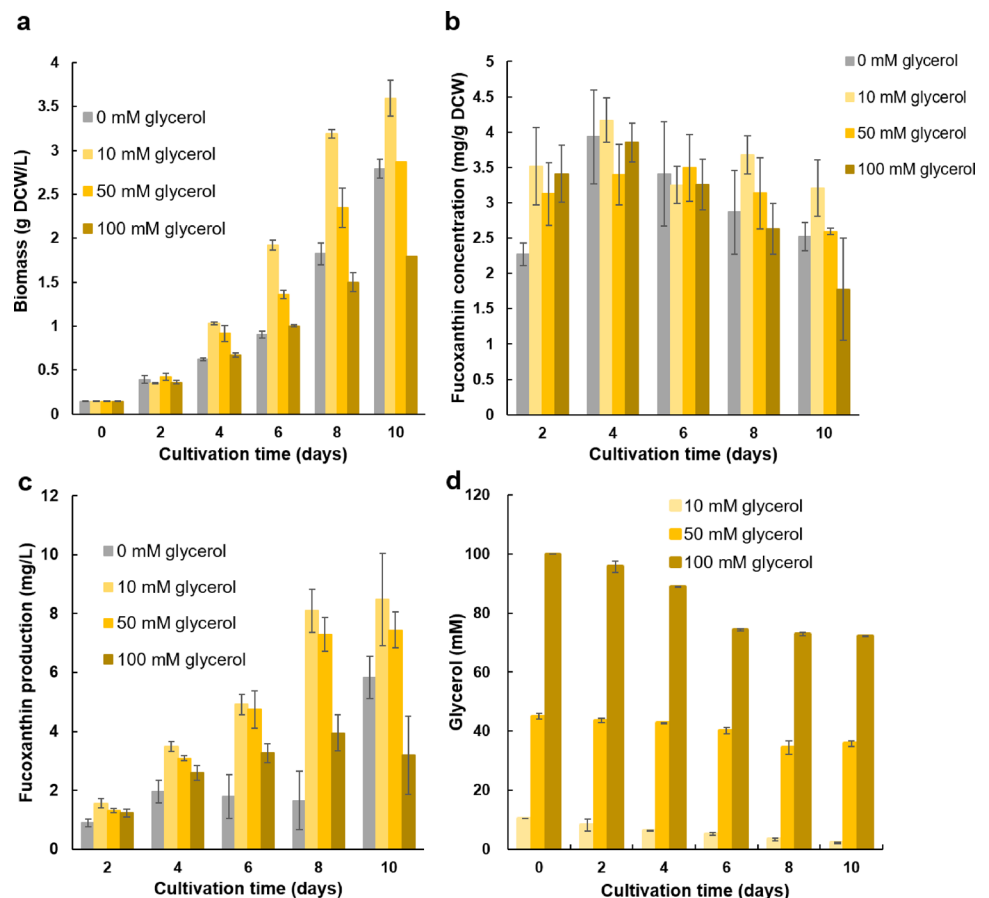 a
Biomass (g DCW/L)
4
3.5
3
2.5
2
1.5
1
0.5
0
0 mM glycerol
10 mM glycerol
50 mM glycerol
100 mM glycerol
0 2 4 6 8 10
Cultivation time (days)
b
Fucoxanthin concentration (mg/g DCW)
5
4.5
4
3.5
3
2.5
2
1.5
1
0.5
0
0 mM glycerol
10 mM glycerol
50 mM glycerol
100 mM glycerol
2 4 6 8 10
Cultivation time (days)
c
Fucoxanthin production (mg/L)
12
10
8
6
4
2
0
0 mM glycerol
10 mM glycerol
50 mM glycerol
100 mM glycerol
2 4 6 8 10
Cultivation time (days)
d
Glycerol (mM)
120
100
80
60
40
20
0
10 mM glycerol
50 mM glycerol
100 mM glycerol
0 2 4 6 8 10
Cultivation time (days)